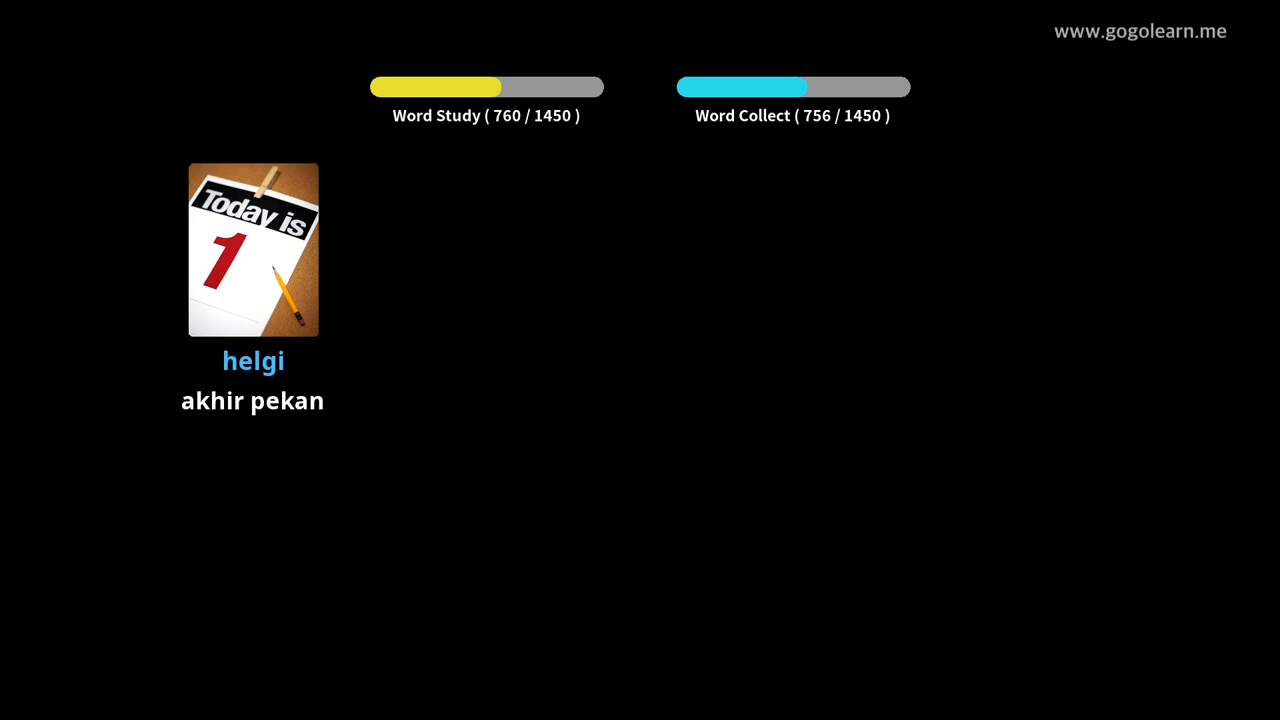 www.gogolearn.me
Word Study ( 760 / 1450 )
Word Collect ( 756 / 1450 )
Today is
1
helgi
akhir pekan